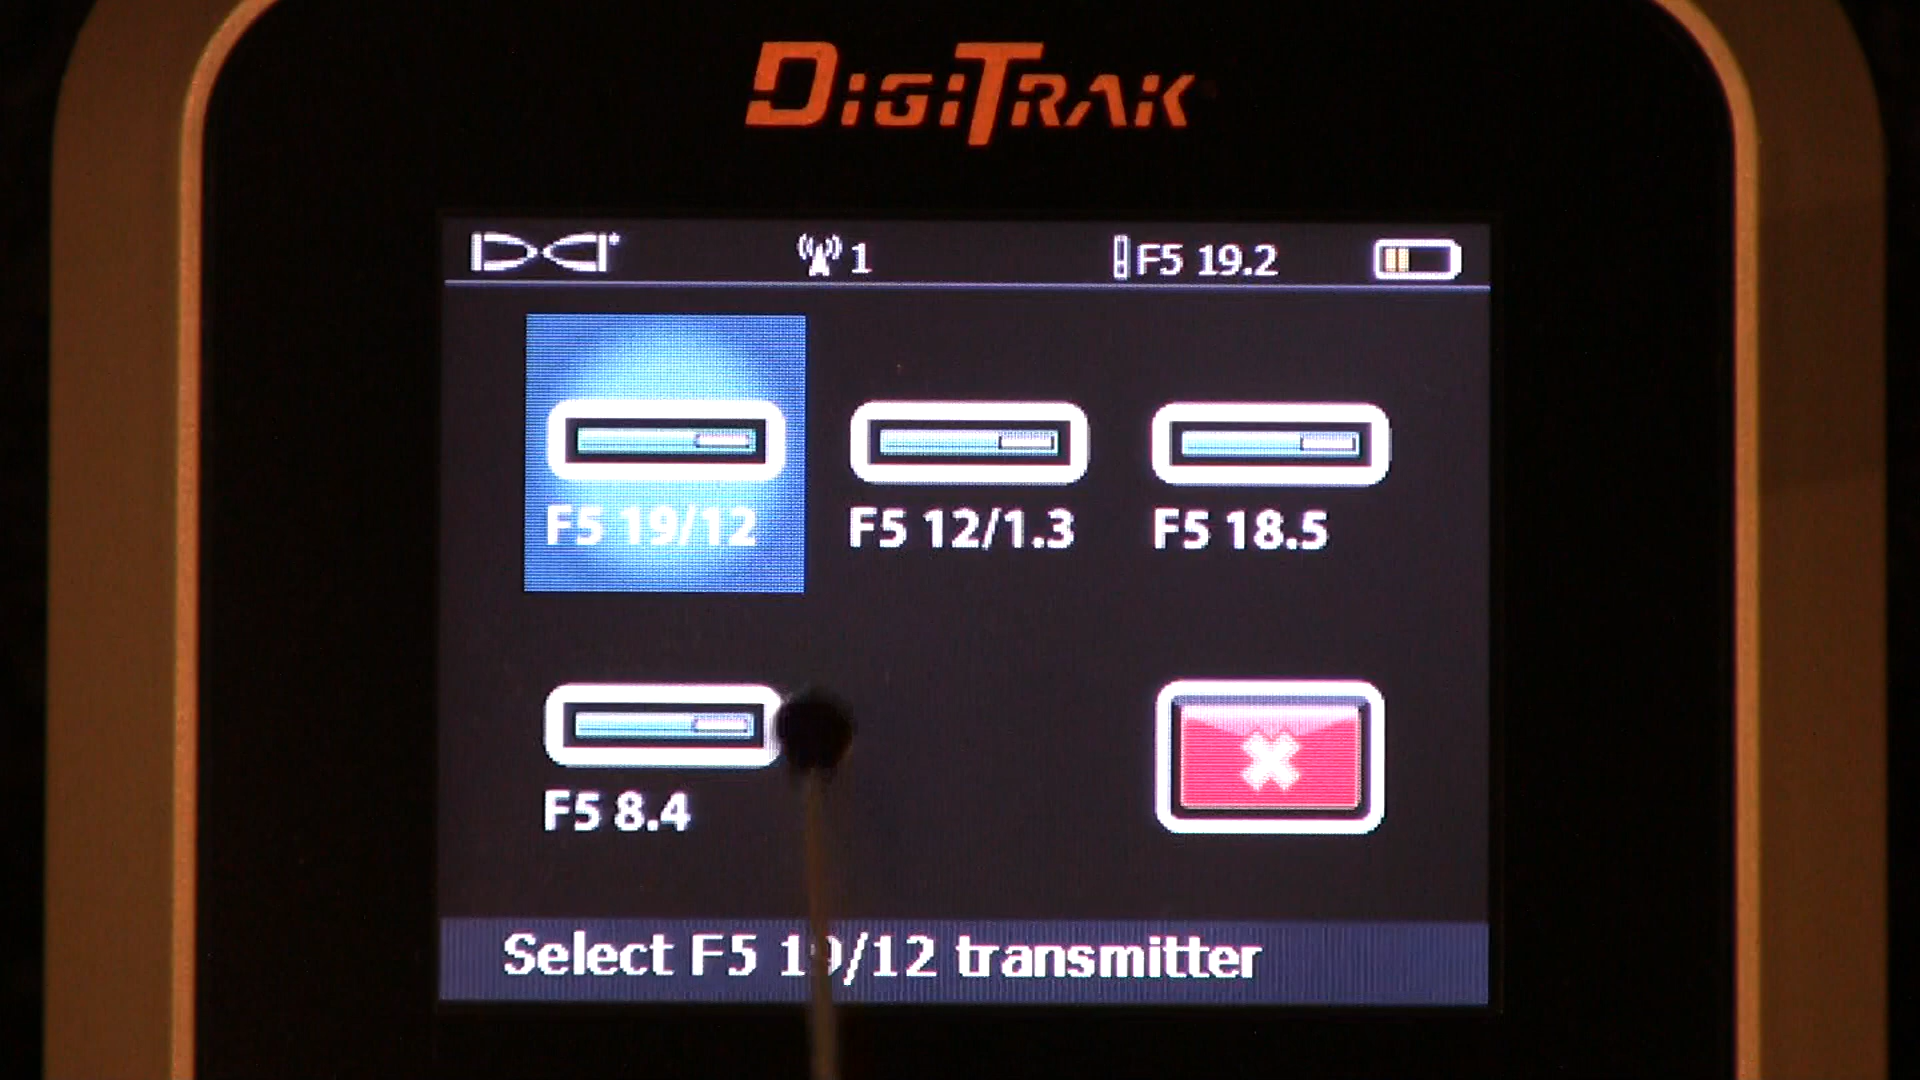 DIGITRAK
DCI 1 F5 19.2
F5 19/12 F5 12/1.3 F5 18.5
F5 8.4
Select F5 19/12 transmitter